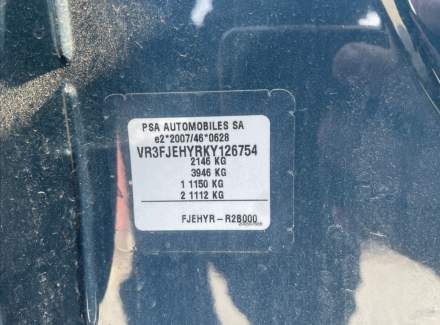 PSA AUTOMOBILES SA
e2*2007/46*0628
VR3FJEHYRKY126754
2146 KG
3946 KG
1 1150 KG
2 1112 KG
FJEHYR-R2B000